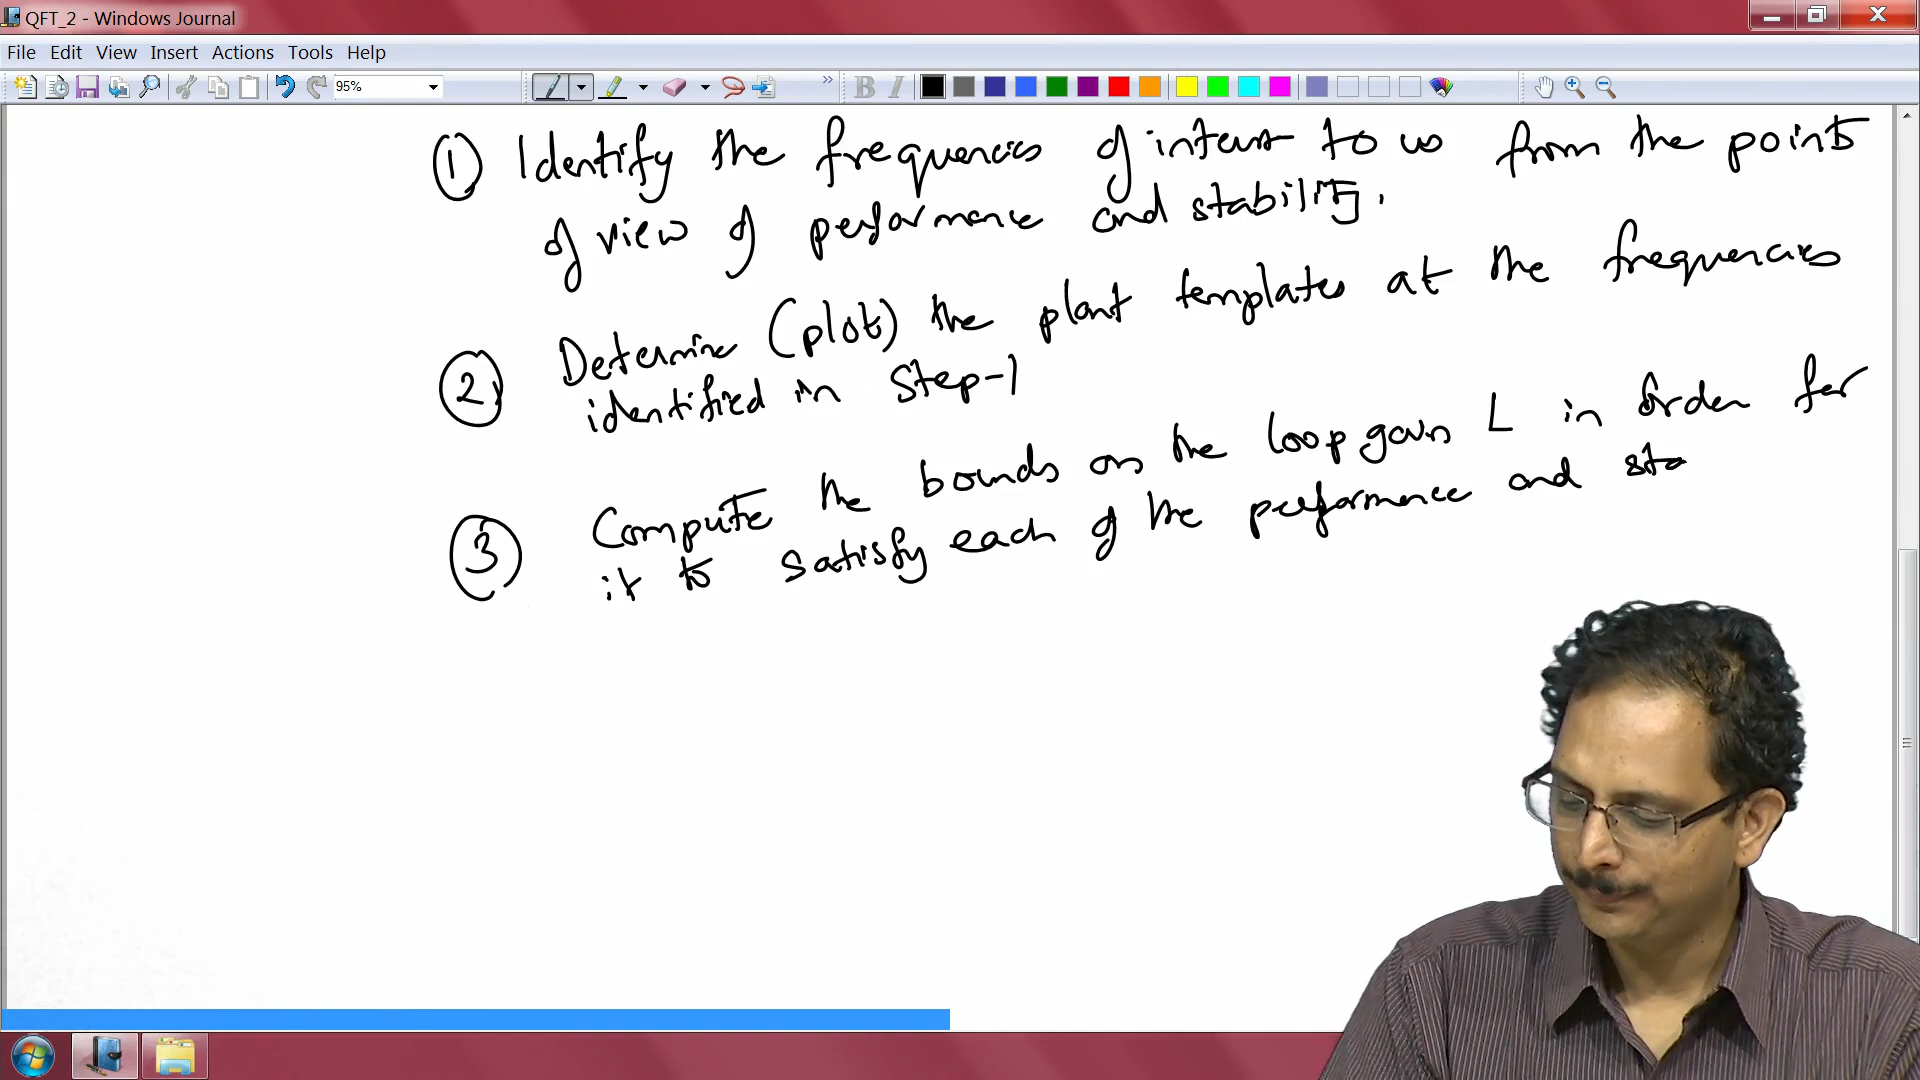 QFT_2 - Windows Journal
File Edit View Insert Actions Tools Help
95% B I
① Identify the frequencies of interest to us from the points
of view of performance and stability.
② Determine (plot) the plant templates at the frequencies
identified in Step-1
③ Compute the bounds on the loop gain L in order for
it to satisfy each of the performance and sta